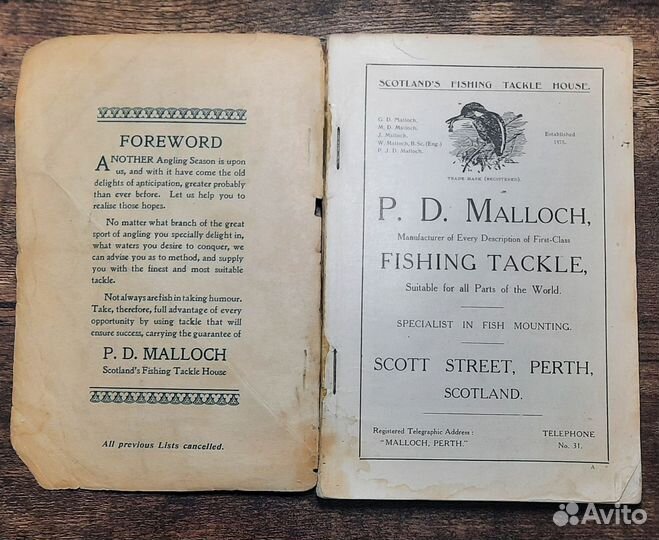 FOREWORD
ANOTHER Angling Season is upon
us, and with it have come the old
delights of anticipation, greater probably
than ever before. Let us help you to
realise those hopes.
No matter what branch of the great
sport of angling you specially delight in,
what waters you desire to conquer, we
can advise you as to method, and supply
you with the finest and most suitable
tackle.
Not always are fish in taking humour.
Take, therefore, full advantage of every
opportunity by using tackle that will
ensure success, carrying the guarantee of
P. D. MALLOCH
Scotland's Fishing Tackle House
All previous Lists cancelled.
SCOTLAND'S FISHING TACKLE HOUSE.
G. D. Malloch.
M. D. Malloch.
J. Malloch.
W. Malloch, B.Sc. (Eng.)
P. J. D. Malloch.
Established
1875.
TRADE MARK (REGISTERED).
P. D. MALLOCH,
Manufacturer of Every Description of First-Class
FISHING TACKLE,
Suitable for all Parts of the World.
SPECIALIST IN FISH MOUNTING.
SCOTT STREET, PERTH,
SCOTLAND.
Registered Telegraphic Address:
"MALLOCH, PERTH."
TELEPHONE
No. 31.
A
Avito